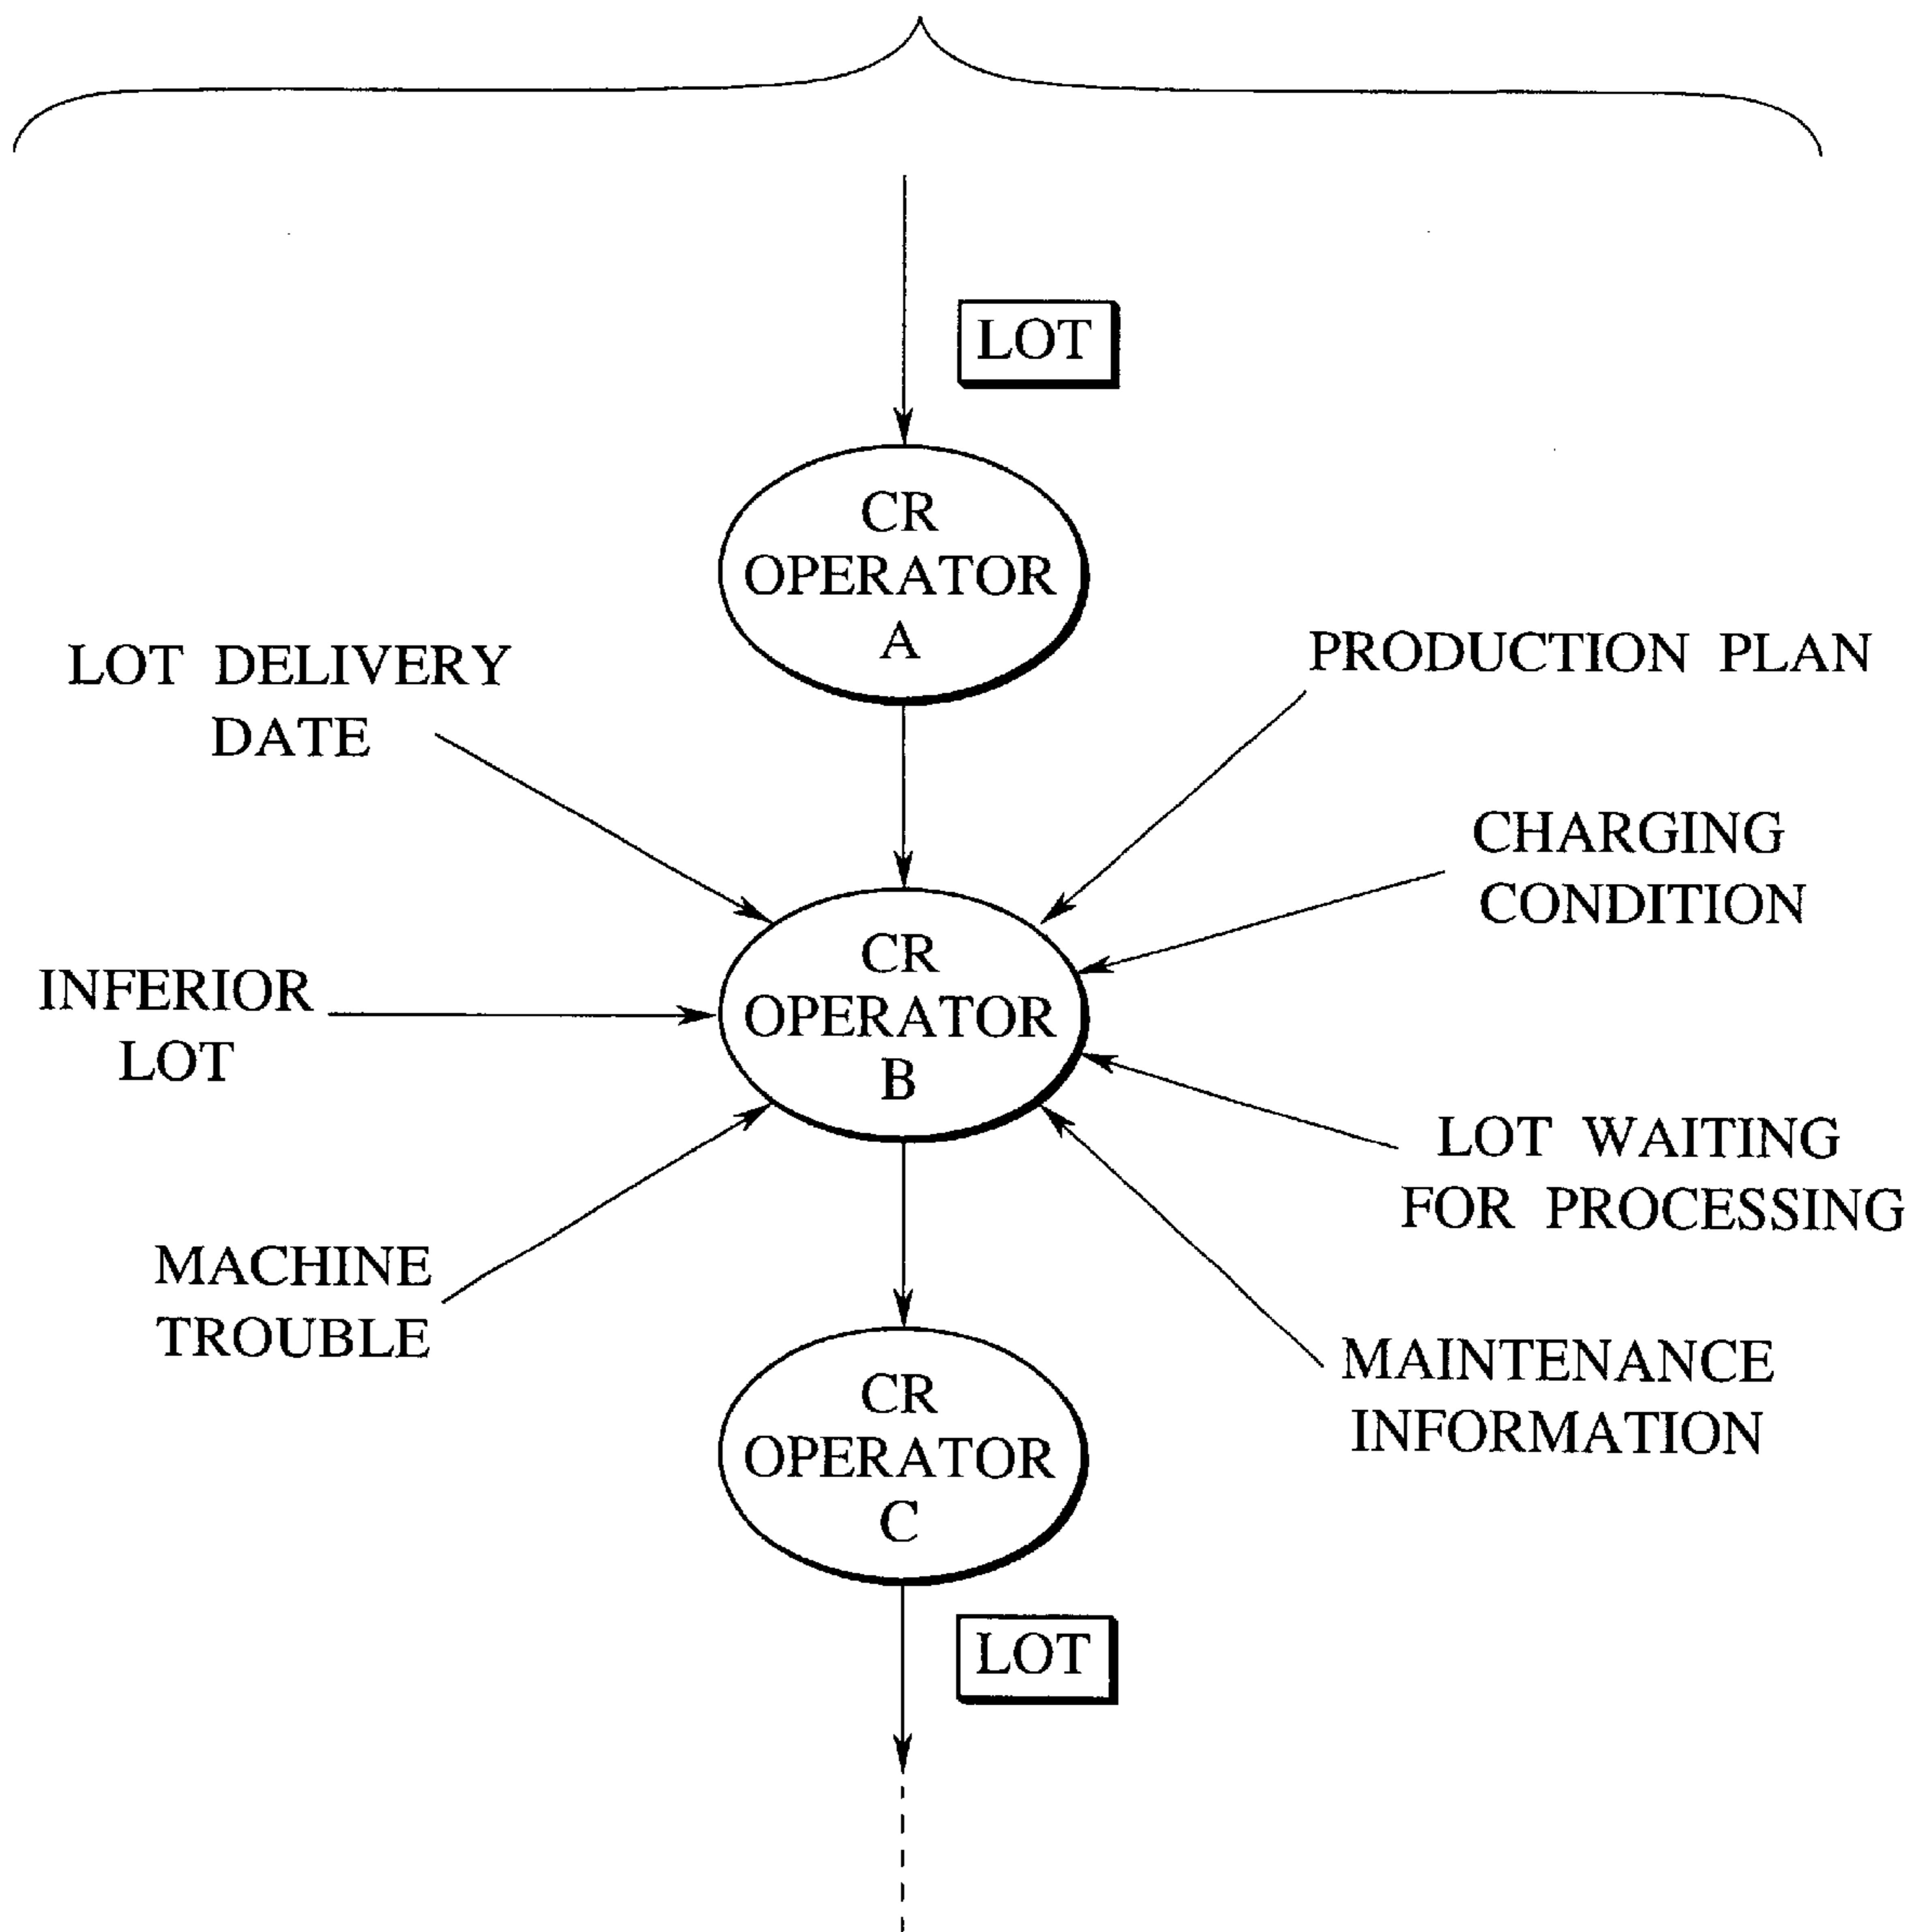 LOT
CR
OPERATOR
A
LOT DELIVERY
DATE
PRODUCTION PLAN
CHARGING
CONDITION
INFERIOR
LOT
CR
OPERATOR
B
LOT WAITING
FOR PROCESSING
MACHINE
TROUBLE
MAINTENANCE
INFORMATION
CR
OPERATOR
C
LOT